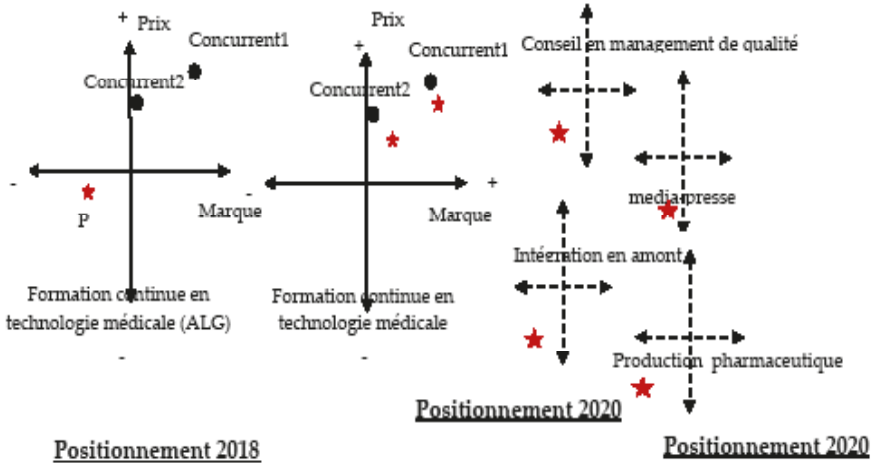 + Prix
Concurrent1
Concurrent2
-
P
Marque
Formation continue en
technologie médicale (ALG)
-
Positionnement 2018
Prix
+
Concurrent1
Concurrent2
-
+
Marque
Formation continue en
technologie médicale
-
Conseil en management de qualité
media presse
Intégration en amont
Production pharmaceutique
Positionnement 2020
Positionnement 2020